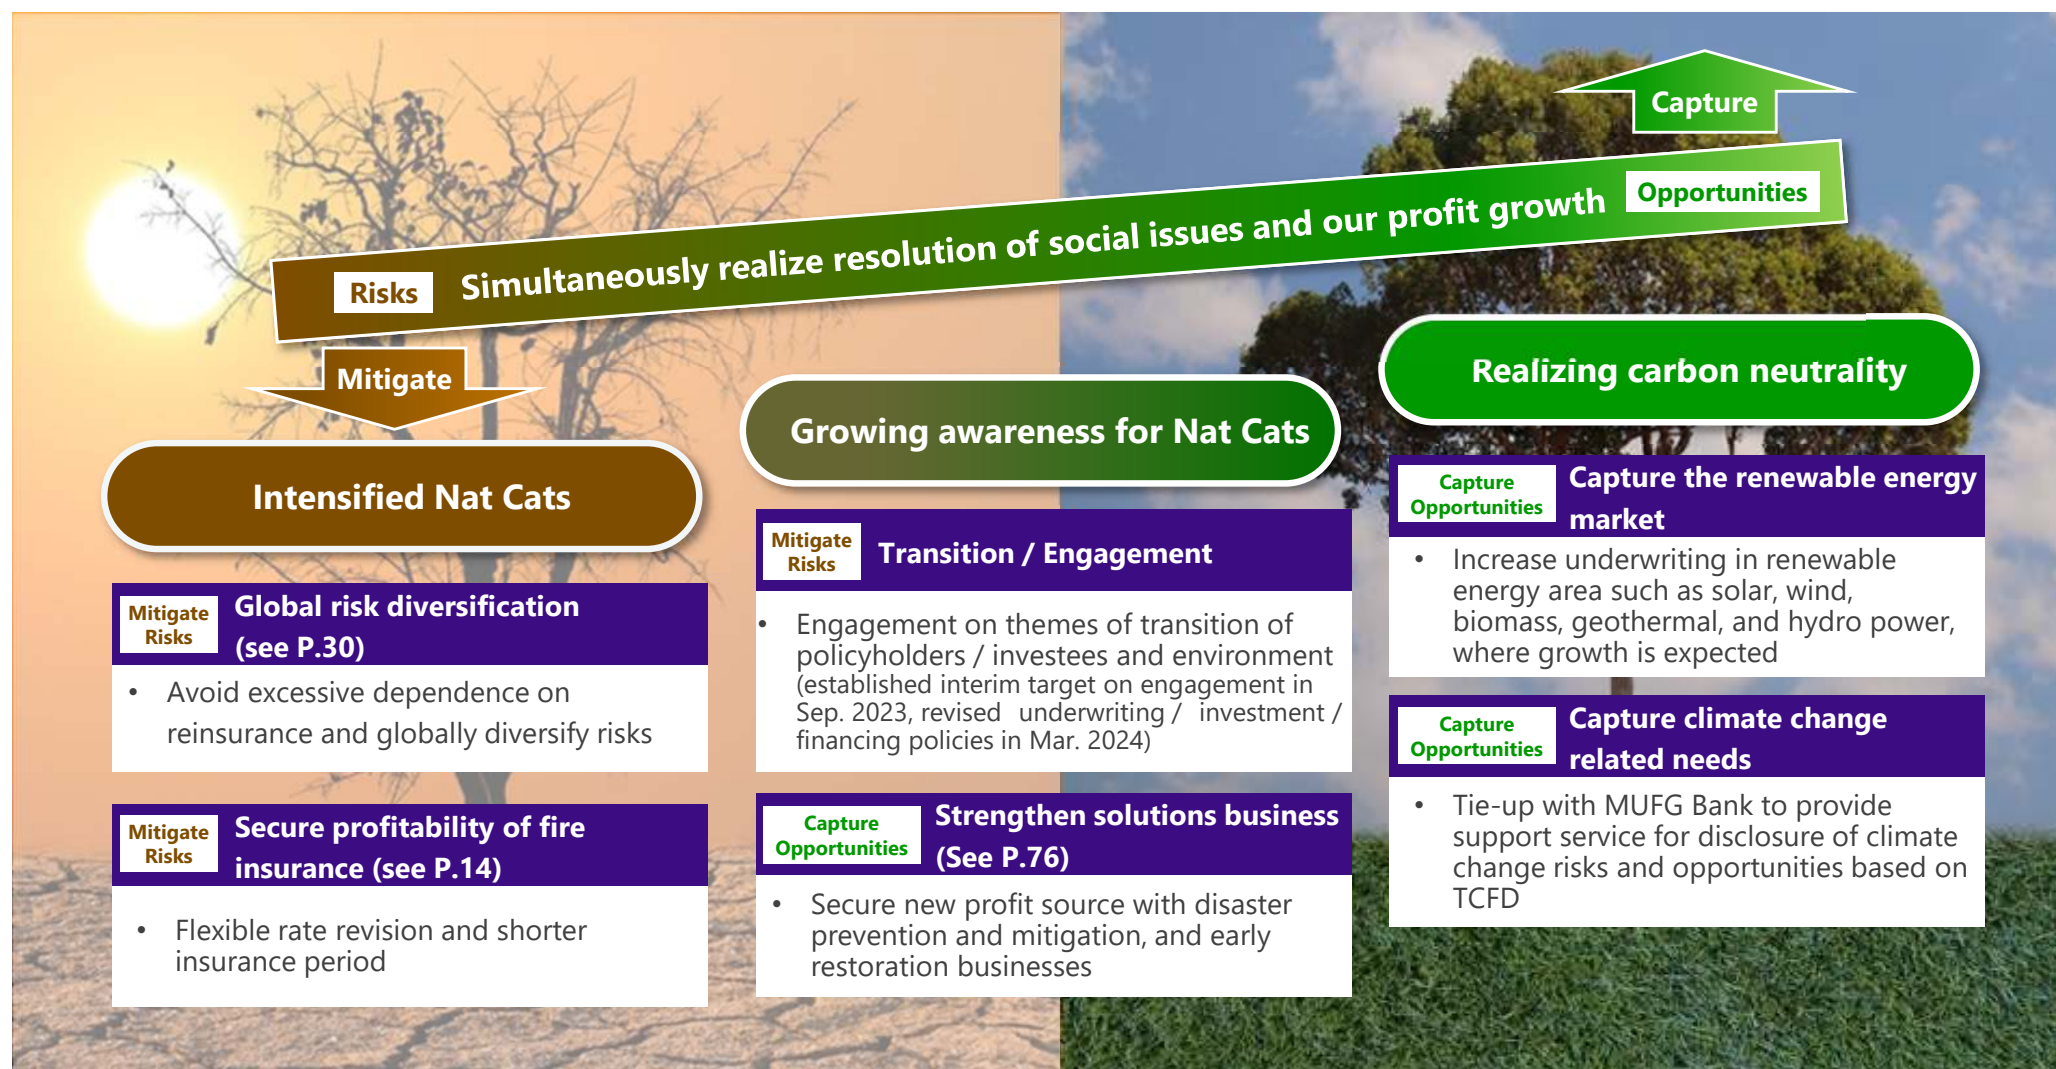 Capture
Opportunities
Risks
Simultaneously realize resolution of social issues and our profit growth
Mitigate
Intensified Nat Cats
Mitigate
Risks
Global risk diversification
(see P.30)
• Avoid excessive dependence on
reinsurance and globally diversify risks
Mitigate
Risks
Secure profitability of fire
insurance (see P.14)
• Flexible rate revision and shorter
insurance period
Growing awareness for Nat Cats
Mitigate
Risks
Transition / Engagement
• Engagement on themes of transition of
policyholders / investees and environment
(established interim target on engagement in
Sep. 2023, revised underwriting / investment /
financing policies in Mar. 2024)
Capture
Opportunities
Strengthen solutions business
(See P.76)
• Secure new profit source with disaster
prevention and mitigation, and early
restoration businesses
Realizing carbon neutrality
Capture
Opportunities
Capture the renewable energy
market
• Increase underwriting in renewable
energy area such as solar, wind,
biomass, geothermal, and hydro power,
where growth is expected
Capture
Opportunities
Capture climate change
related needs
• Tie-up with MUFG Bank to provide
support service for disclosure of climate
change risks and opportunities based on
TCFD